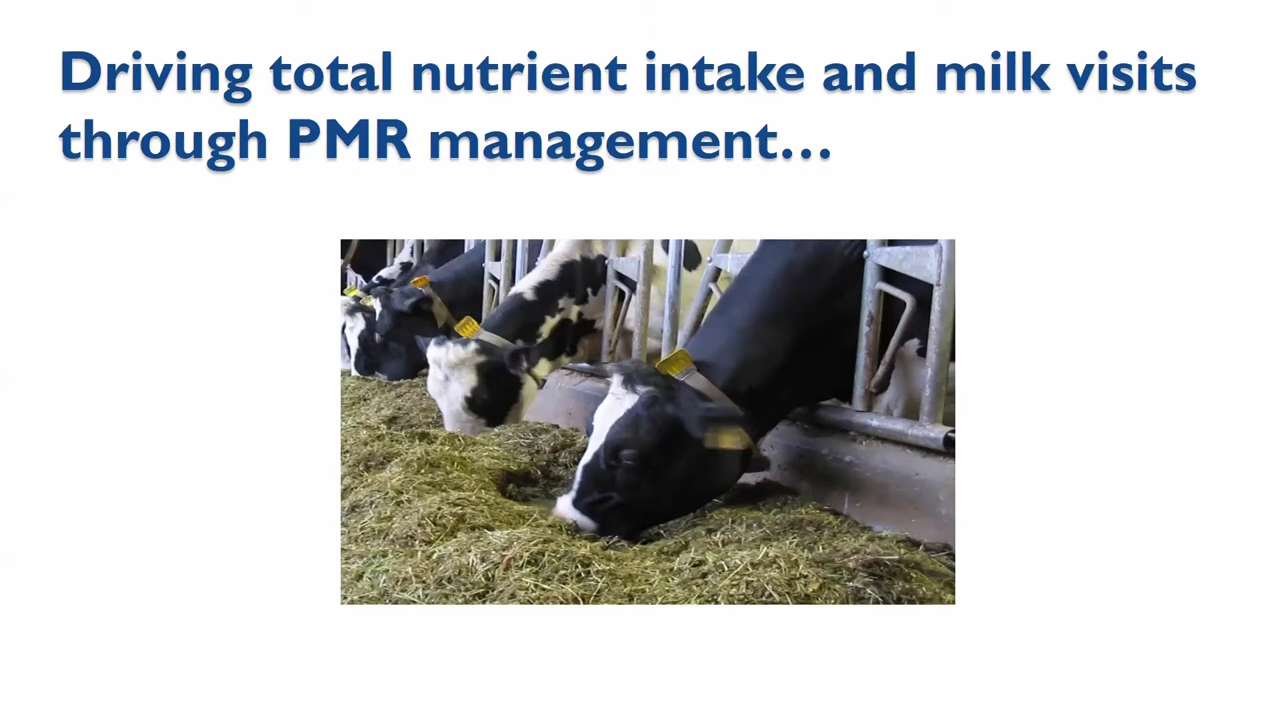 Driving total nutrient intake and milk visits
through PMR management…